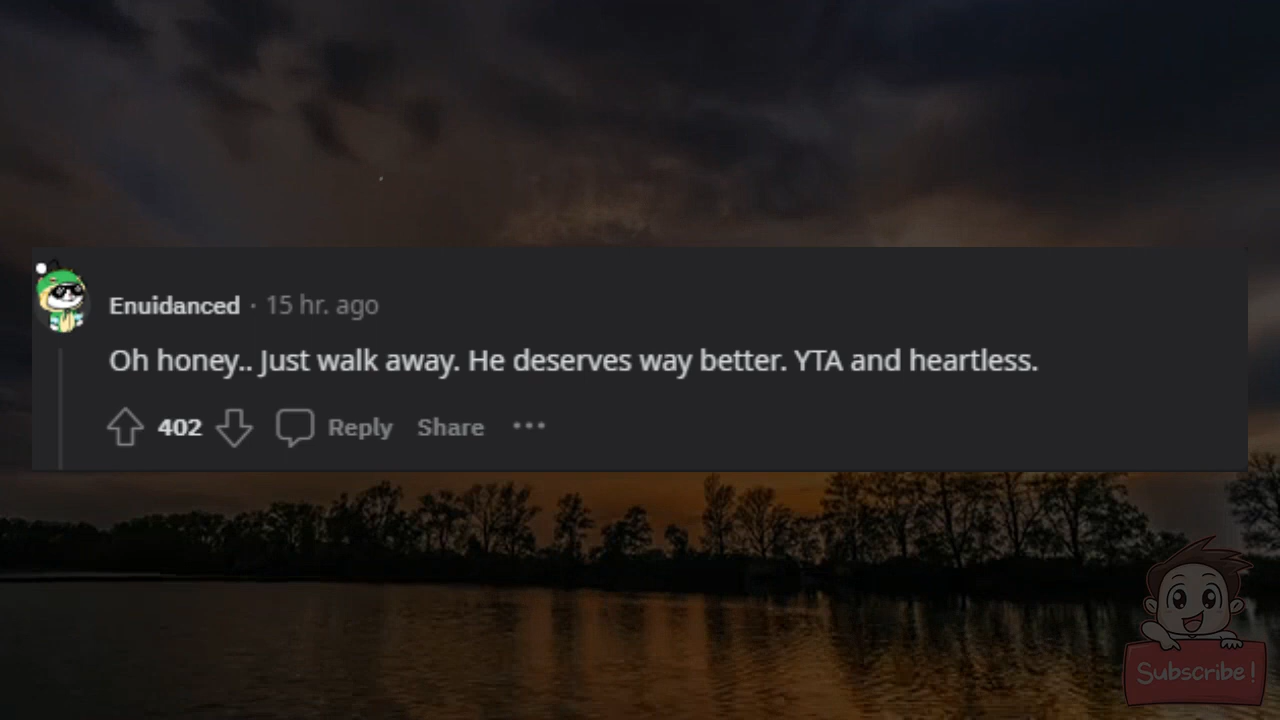 Enuidanced · 15 hr. ago
Oh honey.. Just walk away. He deserves way better. YTA and heartless.
402 Reply Share •••
Subscribe!